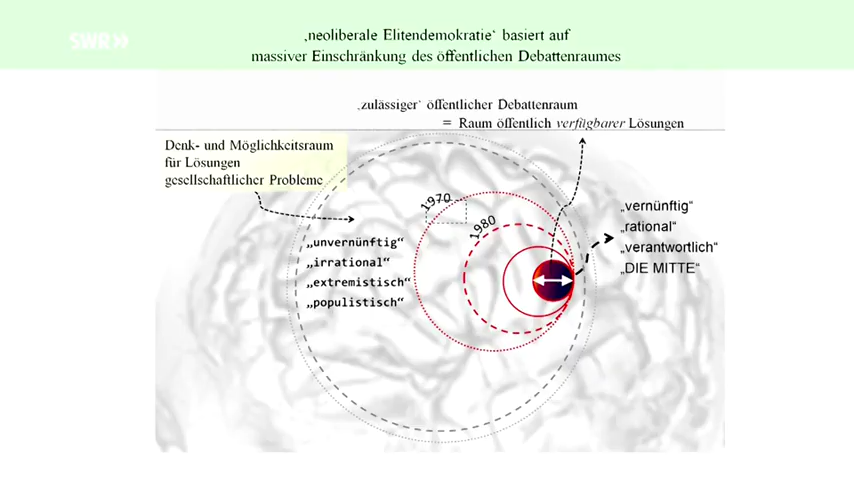 SWR»
‚neoliberale Elitendemokratie‘ basiert auf
massiver Einschränkung des öffentlichen Debattenraumes
‚zulässiger‘ öffentlicher Debattenraum
= Raum öffentlich verfügbarer Lösungen
Denk- und Möglichkeitsraum
für Lösungen
gesellschaftlicher Probleme
1970
1980
„unvernünftig“
„irrational“
„extremistisch“
„populistisch“
„vernünftig“
„rational“
„verantwortlich“
„DIE MITTE“